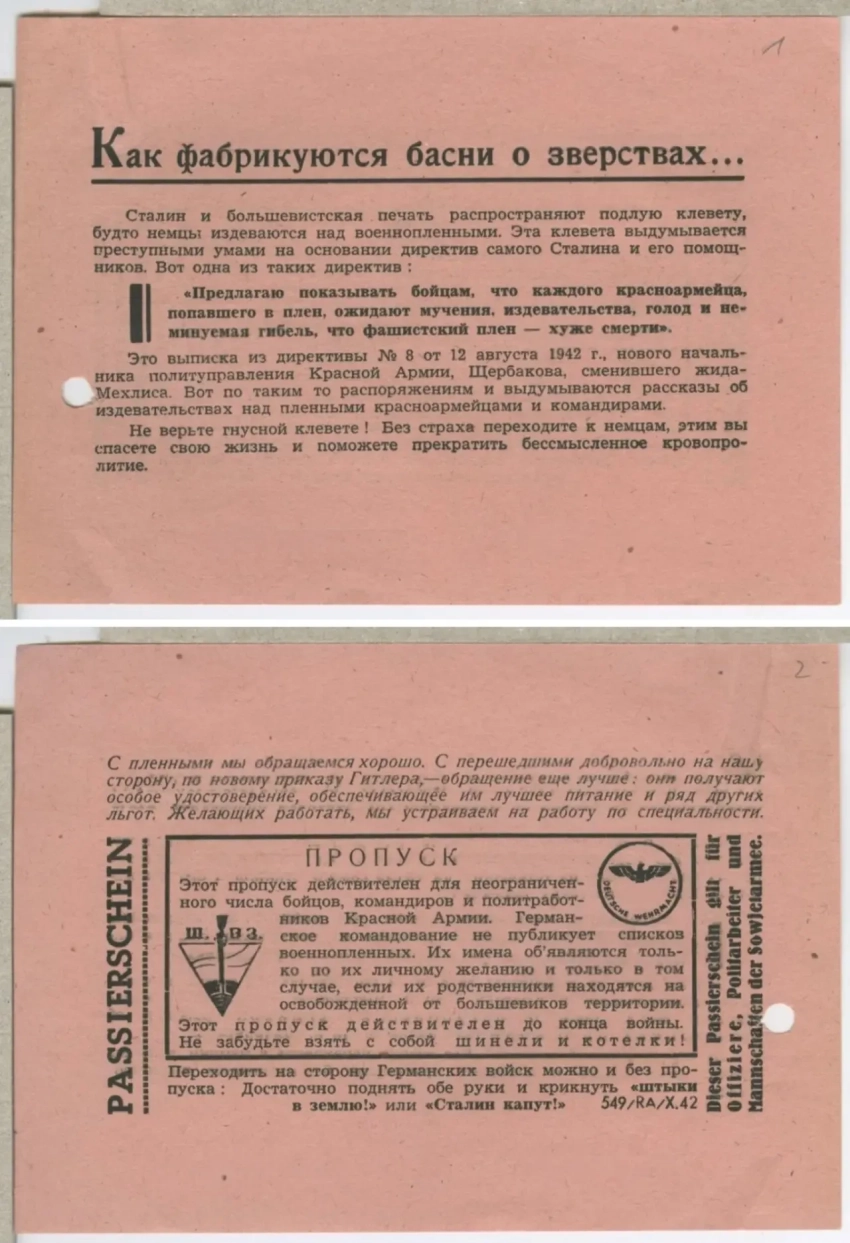 1
Как фабрикуются басни о зверствах...
Сталин и большевистская печать распространяют подлую клевету,
будто немцы издеваются над военнопленными. Эта клевета выдумывается
преступными умами на основании директив самого Сталина и его помощ-
ников. Вот одна из таких директив :
«Предлагаю показывать бойцам, что каждого красноармейца,
попавшего в плен, ожидают мучения, издевательства, голод и не-
минуемая гибель, что фашистский плен — хуже смерти».
Это выписка из директивы № 8 от 12 августа 1942 г., нового началь-
ника политуправления Красной Армии, Щербакова, сменившего жида-
Мехлиса. Вот по таким то распоряжениям и выдумываются рассказы об
издевательствах над пленными красноармейцами и командирами.
Не верьте гнусной клевете ! Без страха переходите к немцам, этим вы
спасете свою жизнь и поможете прекратить бессмысленное кровопро-
литие.
2
С пленными мы обращаемся хорошо. С перешедшими добровольно на нашу
сторону, по новому приказу Гитлера,—обращение еще лучше : они получают
особое удостоверение, обеспечивающее им лучшее питание и ряд других
льгот. Желающих работать, мы устраиваем на работу по специальности.
PASSIERSCHEIN
ПРОПУСК
Этот пропуск действителен для неограничен-
ного числа бойцов, командиров и политработ-
ников Красной Армии. Герман-
ское командование не публикует списков
военнопленных. Их имена об'являются толь-
ко по их личному желанию и только в том
случае, если их родственники находятся на
освобожденной от большевиков территории.
Этот пропуск действителен до конца войны.
Не забудьте взять с собой шинели и котелки!
Ш. В З.
DEUTSCHE WEHRMACHT
Dieser Passierschein gilt für
Offiziere, Politarbeiter und
Mannschaften der Sowjetarmee.
Переходить на сторону Германских войск можно и без про-
пуска : Достаточно поднять обе руки и крикнуть «штыки
в землю!» или «Сталин капут!» 549/RA/X.42